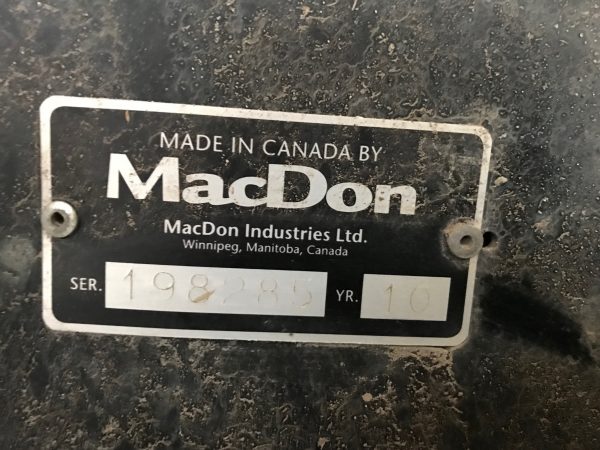 MADE IN CANADA BY
MacDon
MacDon Industries Ltd.
Winnipeg, Manitoba, Canada
SER. 198285 YR. 10